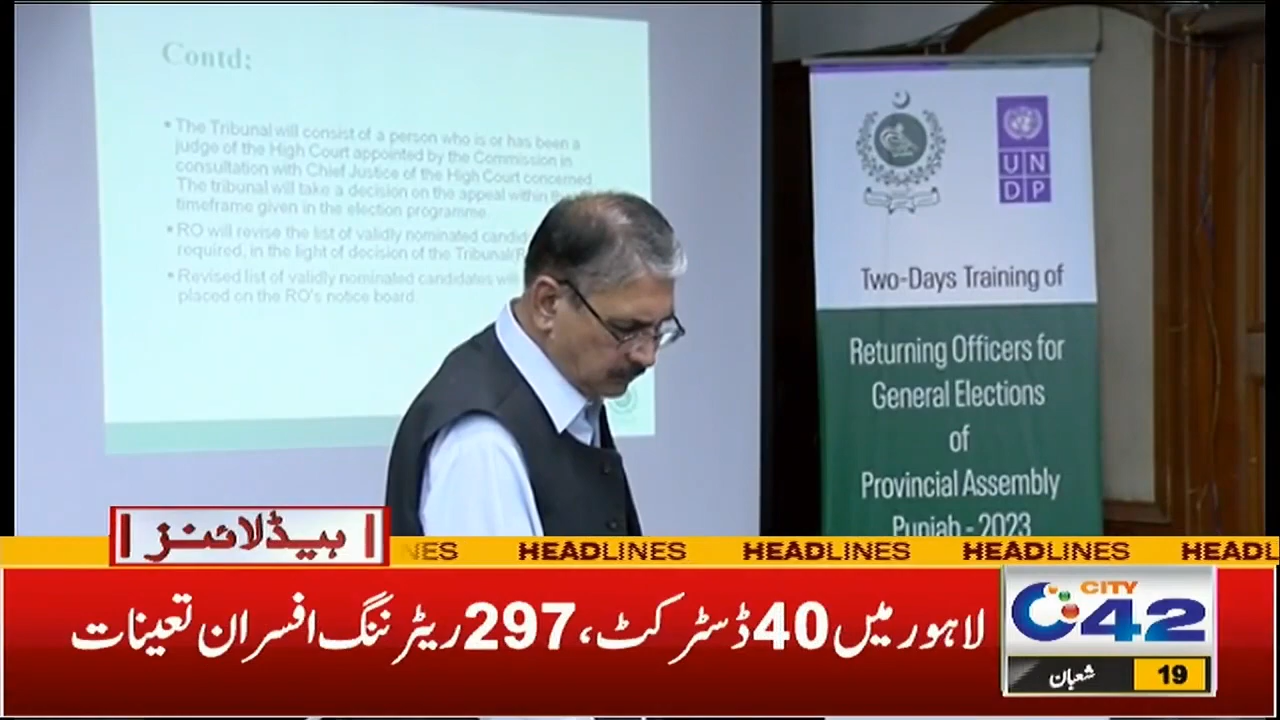 Contd:
• The Tribunal will consist of a person who is or has been a
judge of the High Court appointed by the Commission in
consultation with Chief Justice of the High Court concerned.
The tribunal will take a decision on the appeal within
timeframe given in the election programme.
• RO will revise the list of validly nominated
required, in the light of decision of the
• Revised list of validly nominated candidates
placed on the RO's notice board.
UN
DP
Two-Days Training of
Returning Officers for
General Elections
of
Provincial Assembly
Punjab - 2023
ہیڈلائنز
NES HEADLINES HEADLINES HEADLINES HEADL
لاہور میں 40 ڈسٹرکٹ، 297 ریٹرننگ افسران تعینات
CITY
42
شعبان 19